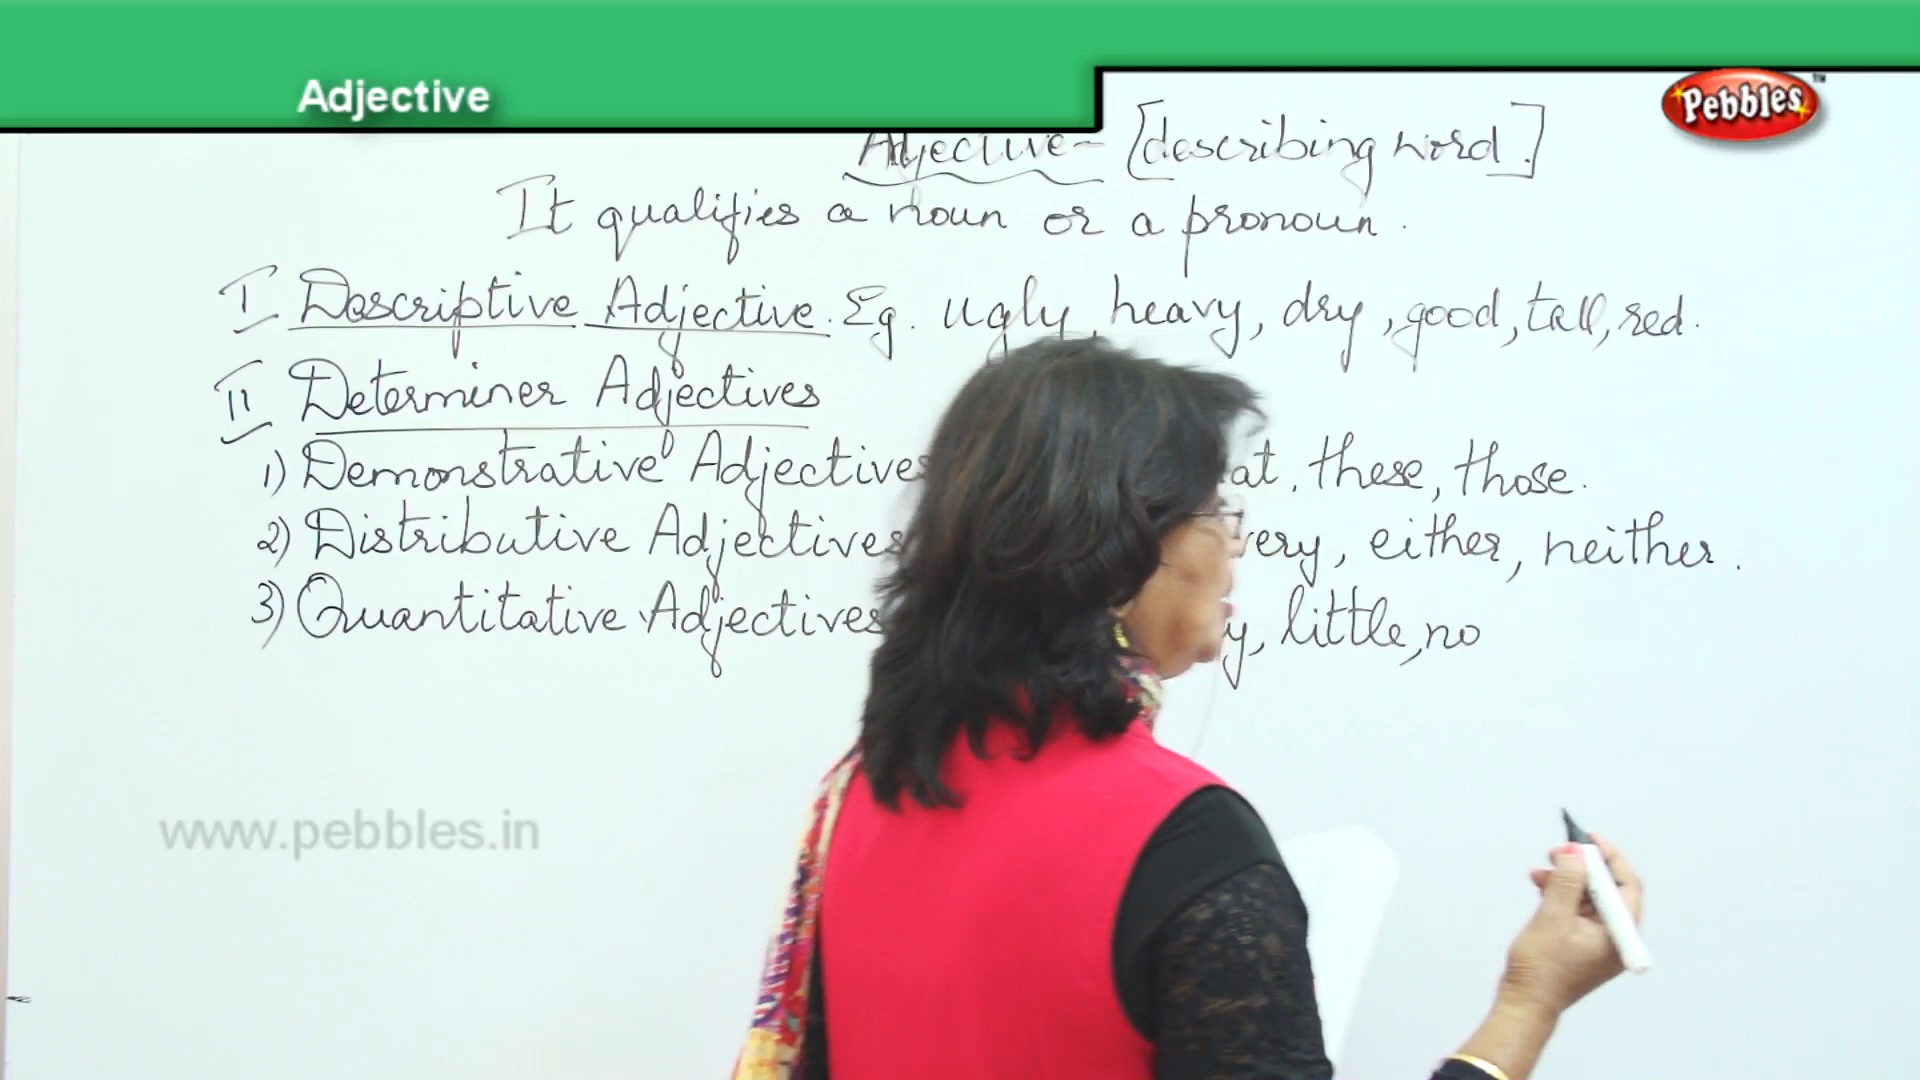 Adjective
Pebbles™
Adjective - [describing word.]
It qualifies a noun or a pronoun.
I Descriptive Adjective. Eg. ugly, heavy, dry, good, tall, red.
II Determiner Adjectives
1) Demonstrative Adjectives at, these, those.
2) Distributive Adjectives very, either, neither.
3) Quantitative Adjectives y, little, no
www.pebbles.in